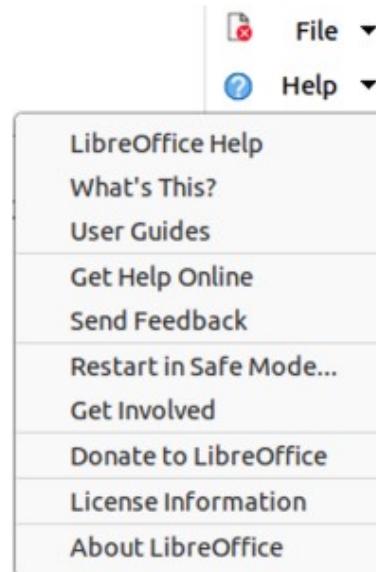 File
Help
LibreOffice Help
What's This?
User Guides
Get Help Online
Send Feedback
Restart in Safe Mode...
Get Involved
Donate to LibreOffice
License Information
About LibreOffice